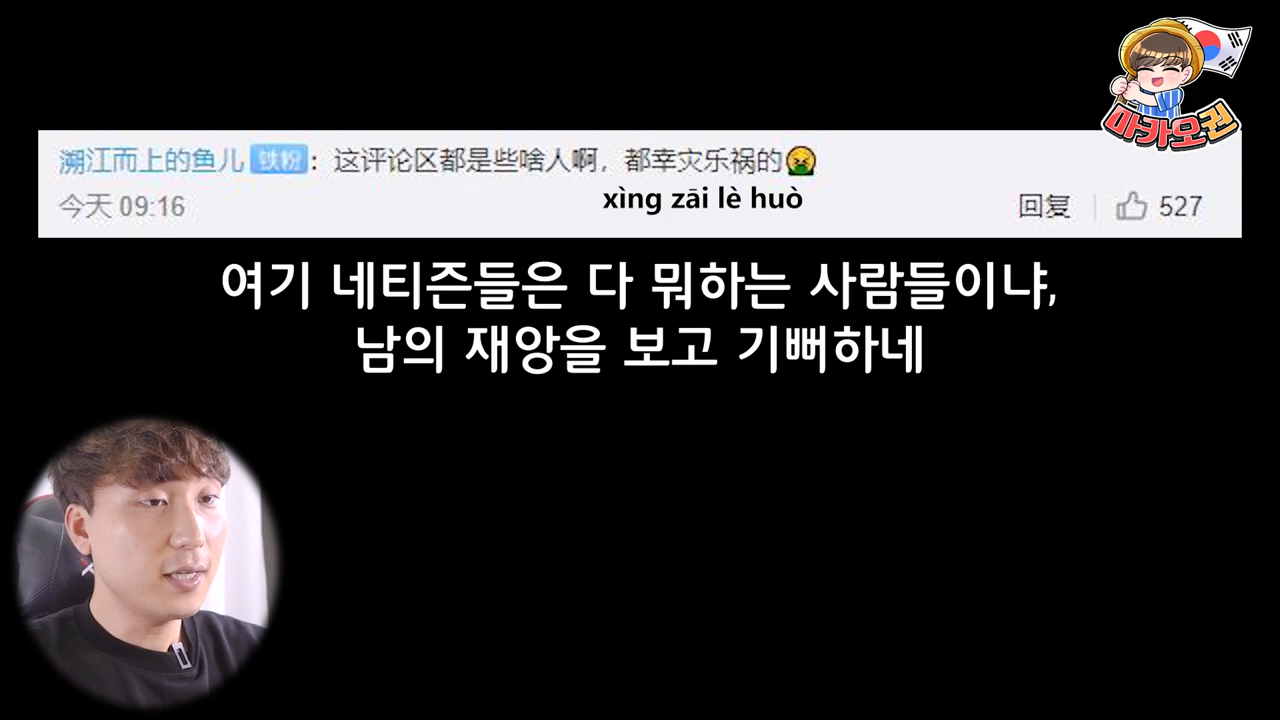 마카오권
溯江而上的鱼儿 铁粉：这评论区都是些啥人啊，都幸灾乐祸的🤮
xìng zāi lè huò
今天 09:16 回复 527
여기 네티즌들은 다 뭐하는 사람들이냐,
남의 재앙을 보고 기뻐하네